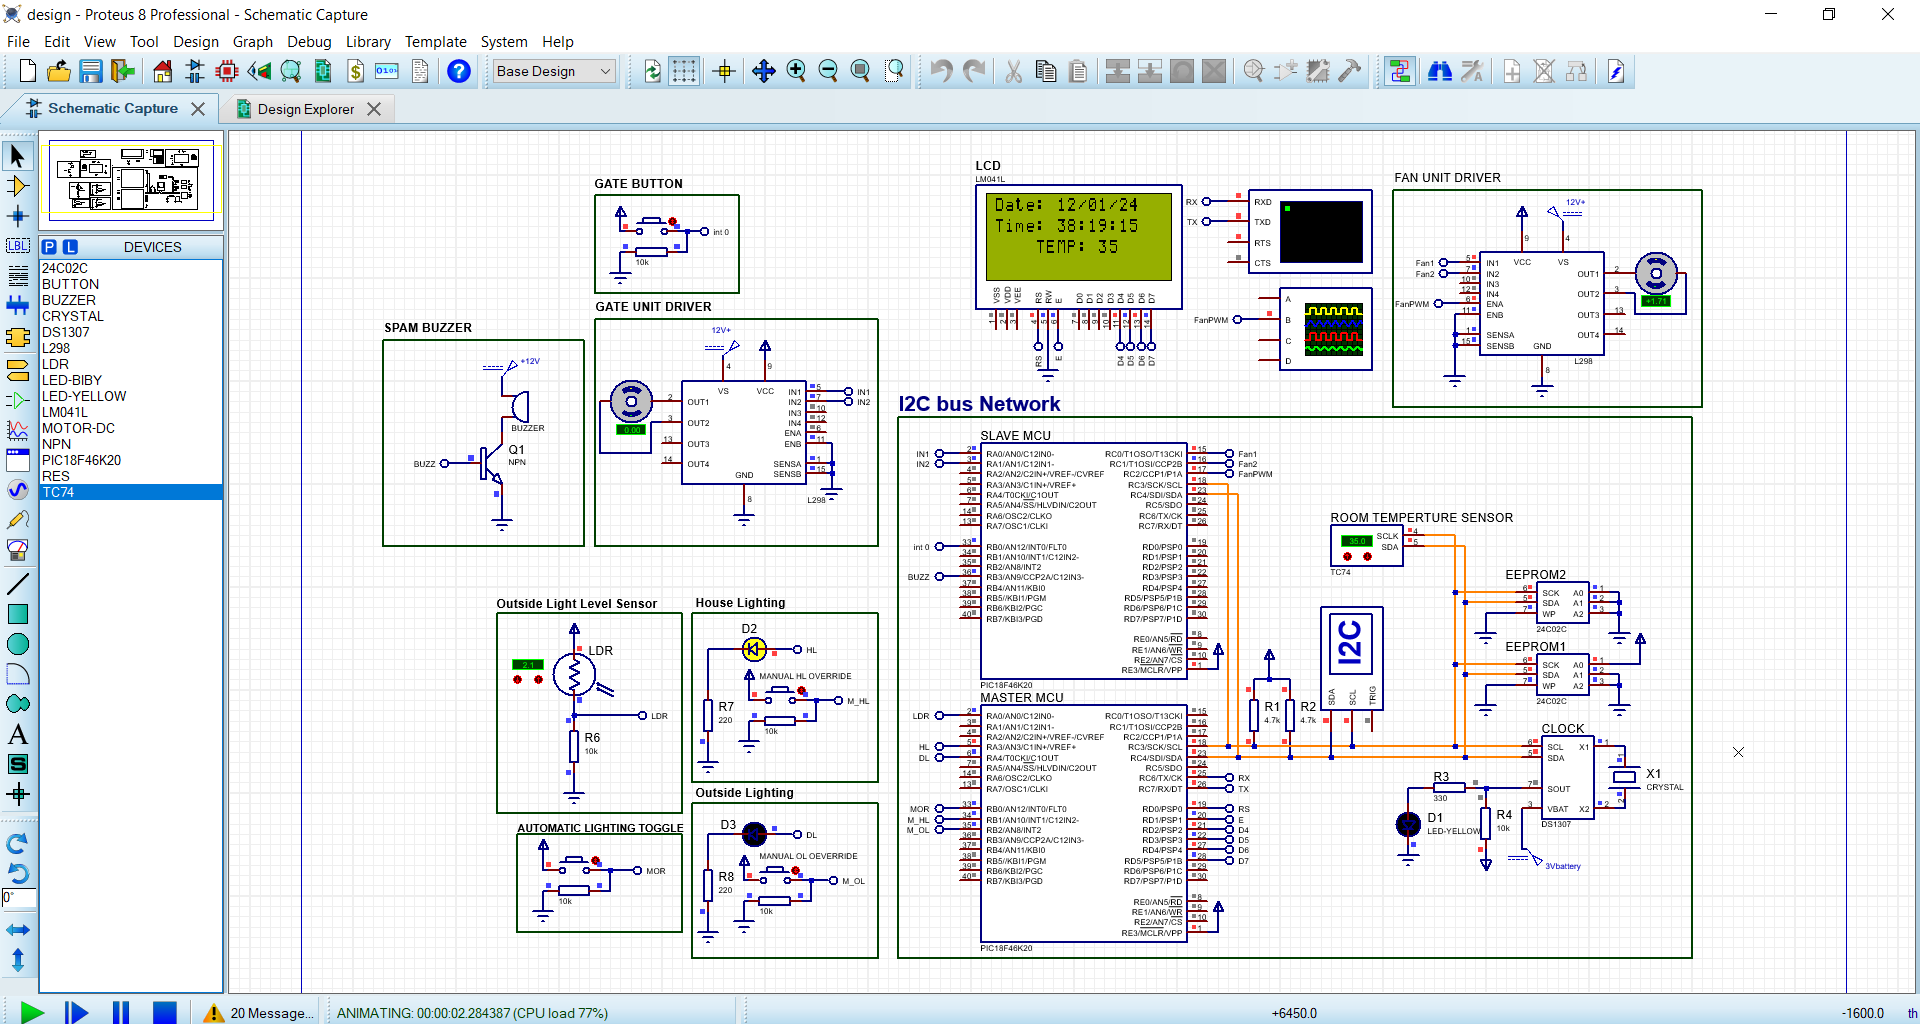 design - Proteus 8 Professional - Schematic Capture
File Edit View Tool Design Graph Debug Library Template System Help
Base Design
Schematic Capture
Design Explorer
DEVICES
24C02C
BUTTON
BUZZER
CRYSTAL
DS1307
L298
LDR
LED-BIBY
LED-YELLOW
LM041L
MOTOR-DC
NPN
PIC18F46K20
RES
TC74
GATE BUTTON
int 0
10k
SPAM BUZZER
+12V
BUZZER
BUZZ
Q1
NPN
GATE UNIT DRIVER
12V+
VS VCC
OUT1
OUT2
OUT3
OUT4
GND
IN1
IN2
IN3
IN4
ENA
ENB
SENSA
SENSB
L298
IN1
IN2
0.00
LCD
LM041L
Date: 12/01/24
Time: 38:19:15
TEMP: 35
VSS VDD VEE RS RW E D0 D1 D2 D3 D4 D5 D6 D7
RS E D4 D5 D6 D7
RX
TX
RXD
TXD
RTS
CTS
FanPWM
A
B
C
D
FAN UNIT DRIVER
12V+
VCC VS
Fan1
Fan2
FanPWM
IN1
IN2
IN3
IN4
ENA
ENB
SENSA
SENSB
GND
OUT1
OUT2
OUT3
OUT4
L298
+1.71
I2C bus Network
SLAVE MCU
IN1
IN2
int 0
BUZZ
RA0/AN0/C12IN0-
RA1/AN1/C12IN1-
RA2/AN2/C2IN+/VREF-/CVREF
RA3/AN3/C1IN+/VREF+
RA4/T0CKI/C1OUT
RA5/AN4/SS/HLVDIN/C2OUT
RA6/OSC2/CLKO
RA7/OSC1/CLKI
RB0/AN12/INT0/FLT0
RB1/AN10/INT1/C12IN2-
RB2/AN8/INT2
RB3/AN9/CCP2A/C12IN3-
RB4/AN11/KBI0
RB5/KBI1/PGM
RB6/KBI2/PGC
RB7/KBI3/PGD
RC0/T1OSO/T13CKI
RC1/T1OSI/CCP2B
RC2/CCP1/P1A
RC3/SCK/SCL
RC4/SDI/SDA
RC5/SDO
RC6/TX/CK
RC7/RX/DT
RD0/PSP0
RD1/PSP1
RD2/PSP2
RD3/PSP3
RD4/PSP4
RD5/PSP5/P1B
RD6/PSP6/P1C
RD7/PSP7/P1D
RE0/AN5/RD
RE1/AN6/WR
RE2/AN7/CS
RE3/MCLR/VPP
Fan1
Fan2
FanPWM
PIC18F46K20
MASTER MCU
LDR
HL
DL
MOR
M_HL
M_OL
RA0/AN0/C12IN0-
RA1/AN1/C12IN1-
RA2/AN2/C2IN+/VREF-/CVREF
RA3/AN3/C1IN+/VREF+
RA4/T0CKI/C1OUT
RA5/AN4/SS/HLVDIN/C2OUT
RA6/OSC2/CLKO
RA7/OSC1/CLKI
RB0/AN12/INT0/FLT0
RB1/AN10/INT1/C12IN2-
RB2/AN8/INT2
RB3/AN9/CCP2A/C12IN3-
RB4/AN11/KBI0
RB5/KBI1/PGM
RB6/KBI2/PGC
RB7/KBI3/PGD
RC0/T1OSO/T13CKI
RC1/T1OSI/CCP2B
RC2/CCP1/P1A
RC3/SCK/SCL
RC4/SDI/SDA
RC5/SDO
RC6/TX/CK
RC7/RX/DT
RD0/PSP0
RD1/PSP1
RD2/PSP2
RD3/PSP3
RD4/PSP4
RD5/PSP5/P1B
RD6/PSP6/P1C
RD7/PSP7/P1D
RE0/AN5/RD
RE1/AN6/WR
RE2/AN7/CS
RE3/MCLR/VPP
RX
TX
RS
E
D4
D5
D6
D7
PIC18F46K20
ROOM TEMPERTURE SENSOR
35.0
SCLK
SDA
TC74
I2C
SDA SCL TRIG
R1
4.7k
R2
4.7k
EEPROM2
SCK A0
SDA A1
WP A2
24C02C
EEPROM1
SCK A0
SDA A1
WP A2
24C02C
CLOCK
SCL X1
SDA
SOUT
VBAT X2
DS1307
X1
CRYSTAL
R3
330
D1
LED-YELLOW
R4
10k
3Vbattery
Outside Light Level Sensor
LDR
2.1
LDR
R6
10k
House Lighting
D2
HL
MANUAL HL OVERRIDE
M_HL
R7
220
10k
Outside Lighting
D3
DL
MANUAL OL OEVERRIDE
M_OL
R8
220
10k
AUTOMATIC LIGHTING TOGGLE
MOR
10k
0°
20 Message...
ANIMATING: 00:00:02.284387 (CPU load 77%)
+6450.0
-1600.0
th